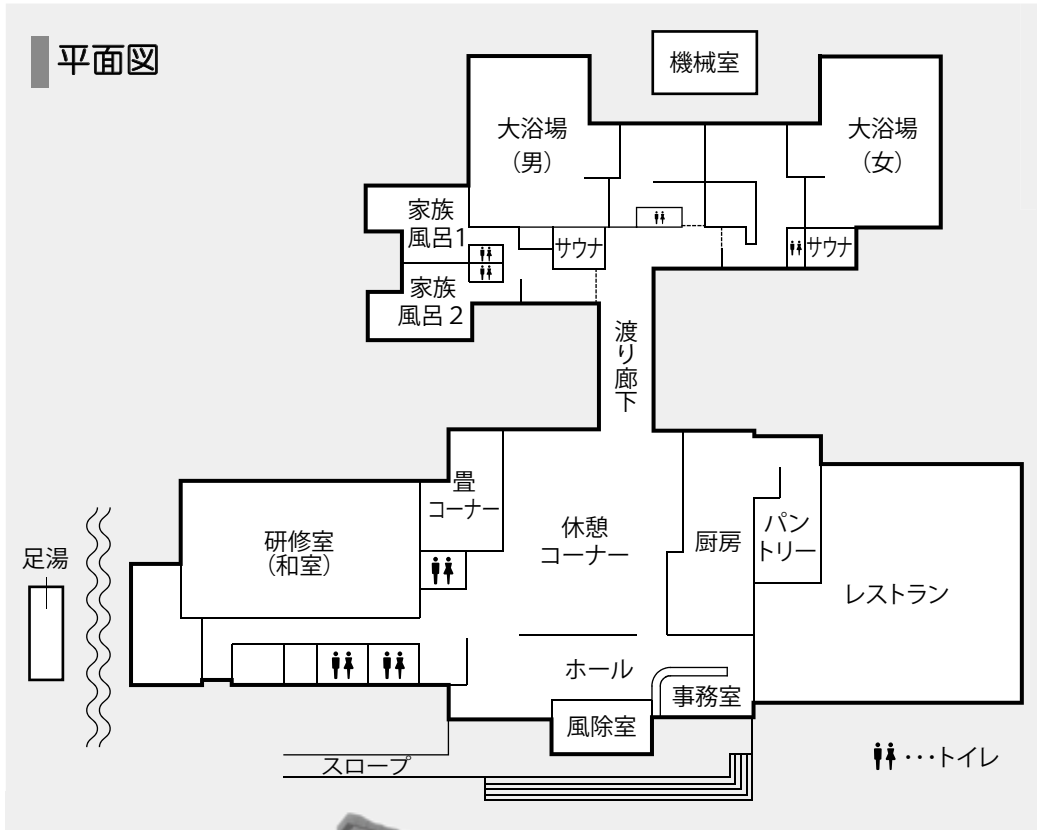 平面図
機械室
大浴場
（男）
大浴場
（女）
家族
風呂1
サウナ
サウナ
家族
風呂２
渡り廊下
畳
コーナー
休憩
コーナー
厨房
パン
トリー
研修室
（和室）
足湯
レストラン
ホール
事務室
風除室
スロープ
･･･トイレ